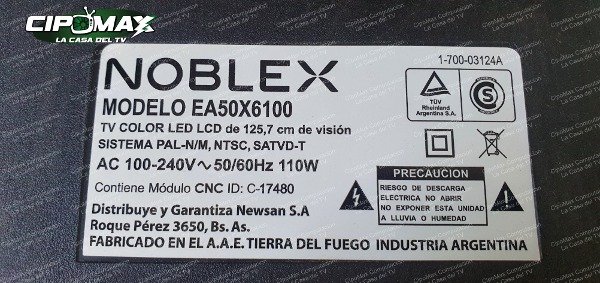 CIPOMAX
LA CASA DEL TV
NOBLEX
1-700-03124A
MODELO EA50X6100
TV COLOR LED LCD de 125,7 cm de visión
SISTEMA PAL-N/M, NTSC, SATVD-T
AC 100-240V~ 50/60Hz 110W
Contiene Módulo CNC ID: C-17480
TÜV
Rheinland
Argentina S.A.
S
PRECAUCION
RIESGO DE DESCARGA
ELECTRICA NO ABRIR
NO EXPONER ESTA UNIDAD
A LLUVIA O HUMEDAD
Distribuye y Garantiza Newsan S.A
Roque Pérez 3650, Bs. As.
FABRICADO EN EL A.A.E. TIERRA DEL FUEGO INDUSTRIA ARGENTINA